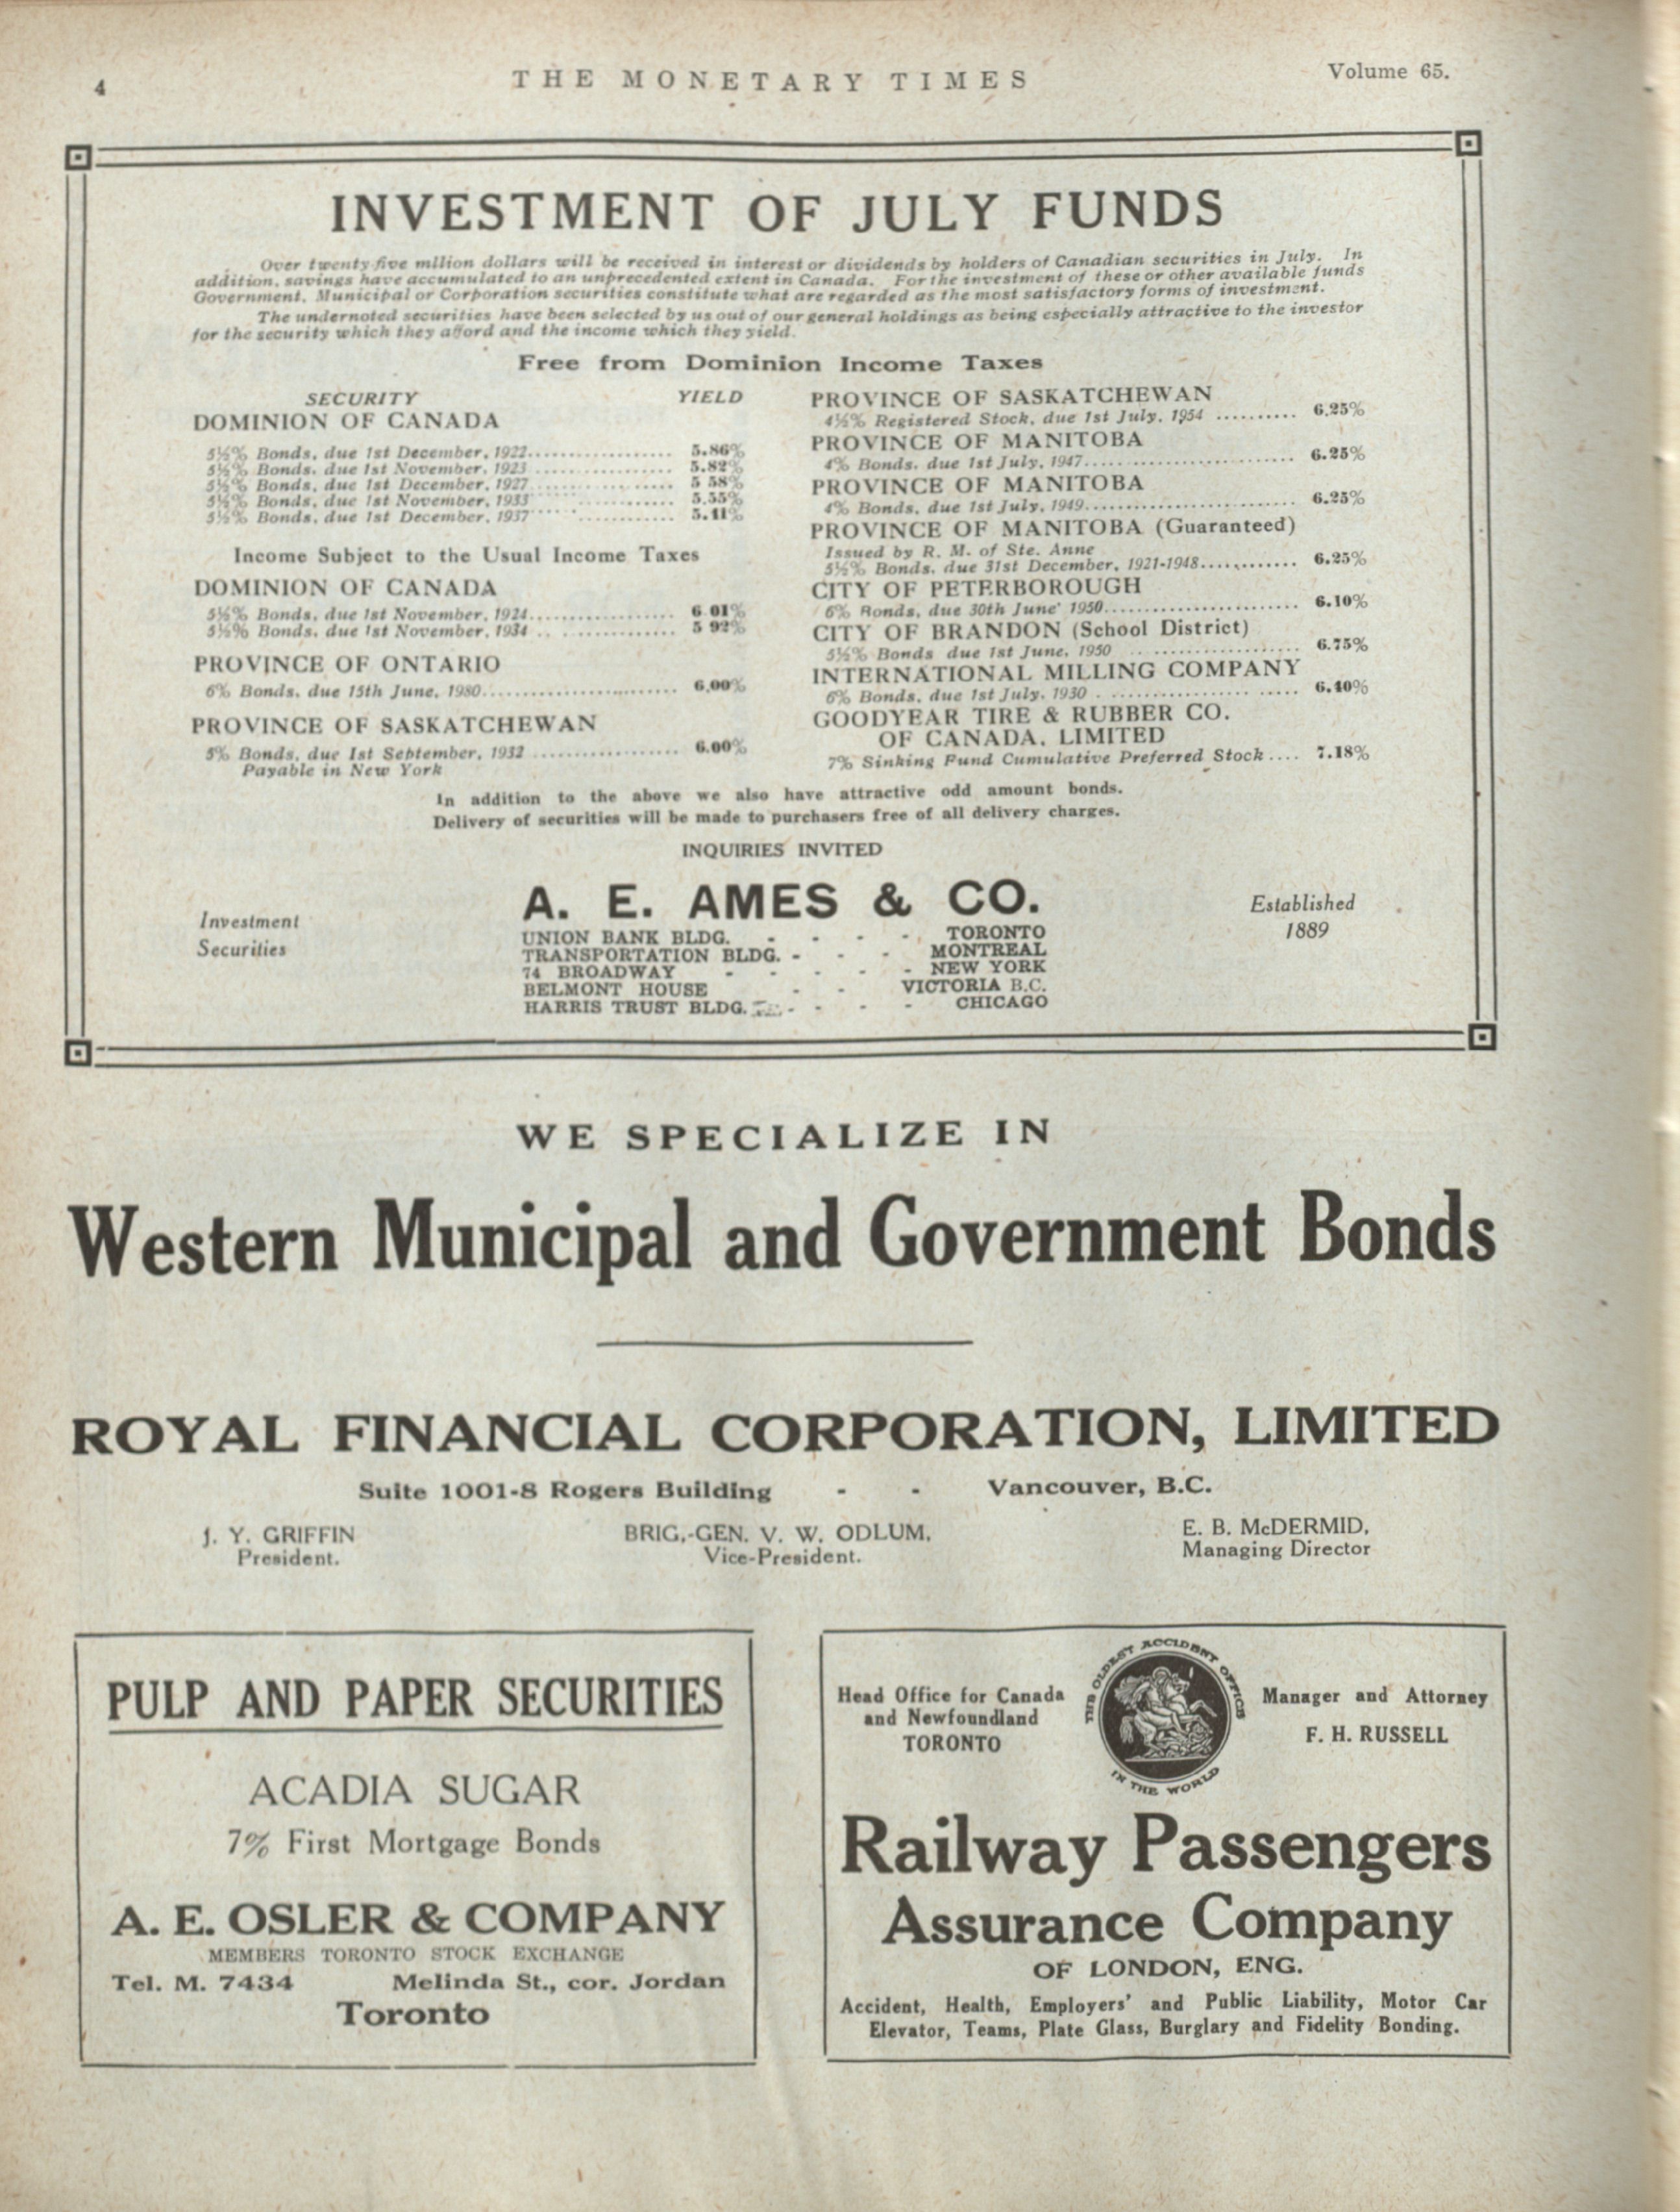 4
THE MONETARY TIMES
Volume 65.
INVESTMENT OF JULY FUNDS
Over twenty-five mllion dollars will be received in interest or dividends by holders of Canadian securities in July. In
addition, savings have accumulated to an unprecedented extent in Canada. For the investment of these or other available funds
Government, Municipal or Corporation securities constitute what are regarded as the most satisfactory forms of investment.
The undernoted securities have been selected by us out of our general holdings as being especially attractive to the investor
for the security which they afford and the income which they yield.
Free from Dominion Income Taxes
SECURITY YIELD
DOMINION OF CANADA
5½% Bonds, due 1st December, 1922.................. 5.86%
5½% Bonds, due 1st November, 1923 .................. 5.82%
5½% Bonds, due 1st December, 1927 .................. 5 58%
5½% Bonds, due 1st November, 1933 .................. 5.55%
5½% Bonds, due 1st December, 1937 .................. 5.41%
Income Subject to the Usual Income Taxes
DOMINION OF CANADA
5½% Bonds, due 1st November, 1924.................. 6 01%
5½% Bonds, due 1st November, 1934 .................. 5 92%
PROVINCE OF ONTARIO
6% Bonds, due 15th June, 1980........................ 6.00%
PROVINCE OF SASKATCHEWAN
5% Bonds, due 1st September, 1932 .................. 6.00%
Payable in New York
PROVINCE OF SASKATCHEWAN
4½% Registered Stock, due 1st July, 1954 .......... 6.25%
PROVINCE OF MANITOBA
4% Bonds, due 1st July, 1947.......................... 6.25%
PROVINCE OF MANITOBA
4% Bonds, due 1st July, 1949.......................... 6.25%
PROVINCE OF MANITOBA (Guaranteed)
Issued by R. M. of Ste. Anne
5½% Bonds, due 31st December, 1921-1948............ 6.25%
CITY OF PETERBOROUGH
6% Bonds, due 30th June' 1950........................ 6.10%
CITY OF BRANDON (School District)
5½% Bonds due 1st June, 1950 .................... 6.75%
INTERNATIONAL MILLING COMPANY
6% Bonds, due 1st July, 1930 ........................ 6.40%
GOODYEAR TIRE & RUBBER CO.
OF CANADA, LIMITED
7% Sinking Fund Cumulative Preferred Stock .... 7.18%
In addition to the above we also have attractive odd amount bonds.
Delivery of securities will be made to purchasers free of all delivery charges.
INQUIRIES INVITED
Investment
Securities
A. E. AMES & CO.
UNION BANK BLDG. - - - - TORONTO
TRANSPORTATION BLDG. - - - MONTREAL
74 BROADWAY - - - - - NEW YORK
BELMONT HOUSE - - VICTORIA B.C.
HARRIS TRUST BLDG. - - - - CHICAGO
Established
1889
WE SPECIALIZE IN
Western Municipal and Government Bonds
ROYAL FINANCIAL CORPORATION, LIMITED
Suite 1001-8 Rogers Building - - Vancouver, B.C.
J. Y. GRIFFIN
President.
BRIG,-GEN. V. W. ODLUM,
Vice-President.
E. B. McDERMID,
Managing Director
PULP AND PAPER SECURITIES
ACADIA SUGAR
7% First Mortgage Bonds
A. E. OSLER & COMPANY
MEMBERS TORONTO STOCK EXCHANGE
Tel. M. 7434 Melinda St., cor. Jordan
Toronto
Head Office for Canada
and Newfoundland
TORONTO
THE OLDEST ACCIDENT OFFICE
IN THE WORLD
Manager and Attorney
F. H. RUSSELL
Railway Passengers
Assurance Company
OF LONDON, ENG.
Accident, Health, Employers' and Public Liability, Motor Car
Elevator, Teams, Plate Glass, Burglary and Fidelity Bonding.